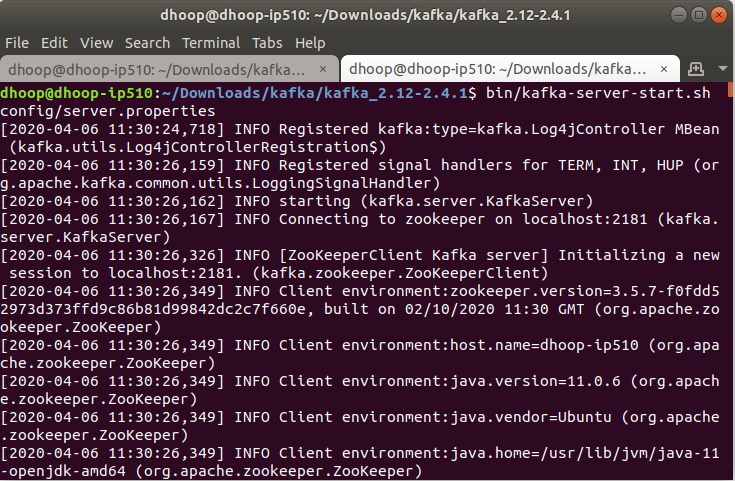 dhoop@dhoop-ip510: ~/Downloads/kafka/kafka_2.12-2.4.1
File Edit View Search Terminal Tabs Help
dhoop@dhoop-ip510: ~/Downloads/kafka... × dhoop@dhoop-ip510: ~/Downloads/kafka... ×
dhoop@dhoop-ip510:~/Downloads/kafka/kafka_2.12-2.4.1$ bin/kafka-server-start.sh
config/server.properties
[2020-04-06 11:30:24,718] INFO Registered kafka:type=kafka.Log4jController MBean
(kafka.utils.Log4jControllerRegistration$)
[2020-04-06 11:30:26,159] INFO Registered signal handlers for TERM, INT, HUP (or
g.apache.kafka.common.utils.LoggingSignalHandler)
[2020-04-06 11:30:26,162] INFO starting (kafka.server.KafkaServer)
[2020-04-06 11:30:26,167] INFO Connecting to zookeeper on localhost:2181 (kafka.
server.KafkaServer)
[2020-04-06 11:30:26,326] INFO [ZooKeeperClient Kafka server] Initializing a new
session to localhost:2181. (kafka.zookeeper.ZooKeeperClient)
[2020-04-06 11:30:26,349] INFO Client environment:zookeeper.version=3.5.7-f0fdd5
2973d373ffd9c86b81d99842dc2c7f660e, built on 02/10/2020 11:30 GMT (org.apache.zo
okeeper.ZooKeeper)
[2020-04-06 11:30:26,349] INFO Client environment:host.name=dhoop-ip510 (org.apa
che.zookeeper.ZooKeeper)
[2020-04-06 11:30:26,349] INFO Client environment:java.version=11.0.6 (org.apach
e.zookeeper.ZooKeeper)
[2020-04-06 11:30:26,349] INFO Client environment:java.vendor=Ubuntu (org.apache
.zookeeper.ZooKeeper)
[2020-04-06 11:30:26,349] INFO Client environment:java.home=/usr/lib/jvm/java-11
-openjdk-amd64 (org.apache.zookeeper.ZooKeeper)